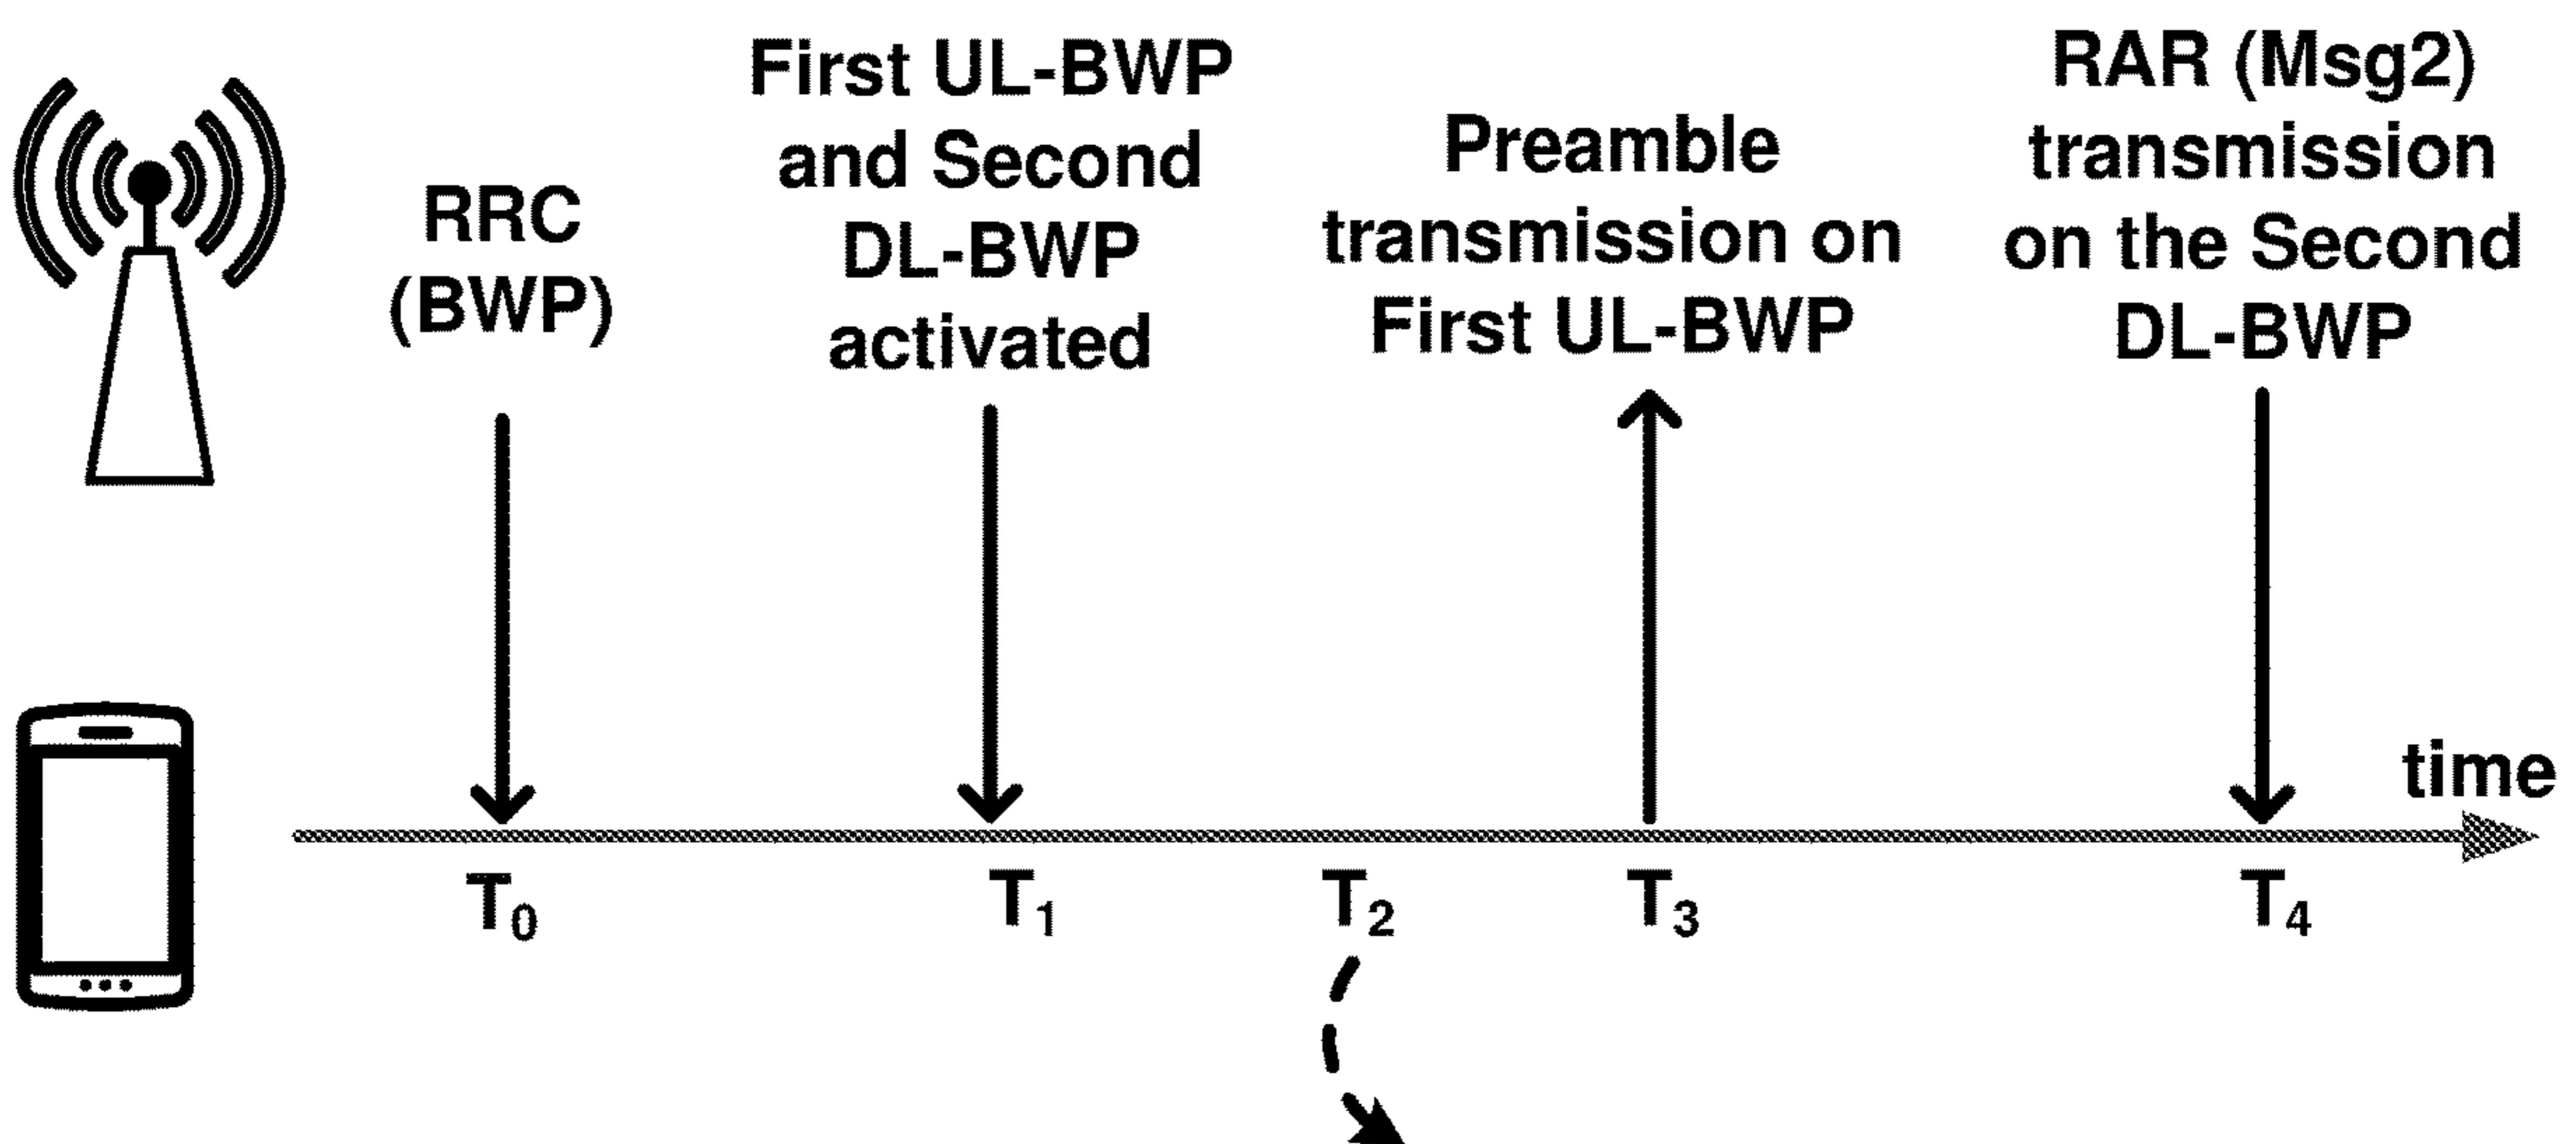 RRC
(BWP)
First UL-BWP
and Second
DL-BWP
activated
Preamble
transmission on
First UL-BWP
RAR (Msg2)
transmission
on the Second
DL-BWP
time
T0
T1
T2
T3
T4